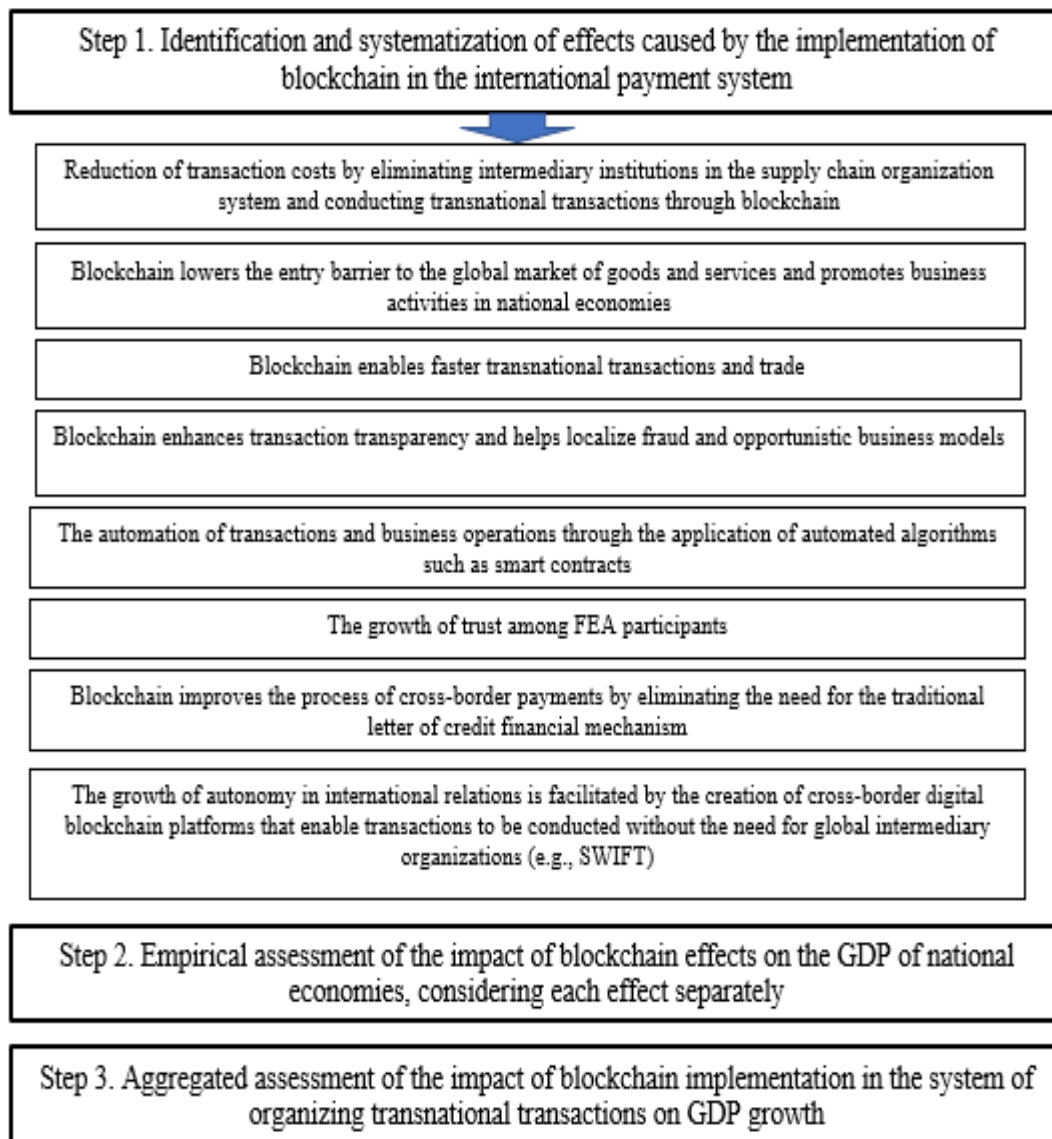 Step 1. Identification and systematization of effects caused by the implementation of
blockchain in the international payment system
Reduction of transaction costs by eliminating intermediary institutions in the supply chain organization
system and conducting transnational transactions through blockchain
Blockchain lowers the entry barrier to the global market of goods and services and promotes business
activities in national economies
Blockchain enables faster transnational transactions and trade
Blockchain enhances transaction transparency and helps localize fraud and opportunistic business models
The automation of transactions and business operations through the application of automated algorithms
such as smart contracts
The growth of trust among FEA participants
Blockchain improves the process of cross-border payments by eliminating the need for the traditional
letter of credit financial mechanism
The growth of autonomy in international relations is facilitated by the creation of cross-border digital
blockchain platforms that enable transactions to be conducted without the need for global intermediary
organizations (e.g., SWIFT)
Step 2. Empirical assessment of the impact of blockchain effects on the GDP of national
economies, considering each effect separately
Step 3. Aggregated assessment of the impact of blockchain implementation in the system of
organizing transnational transactions on GDP growth